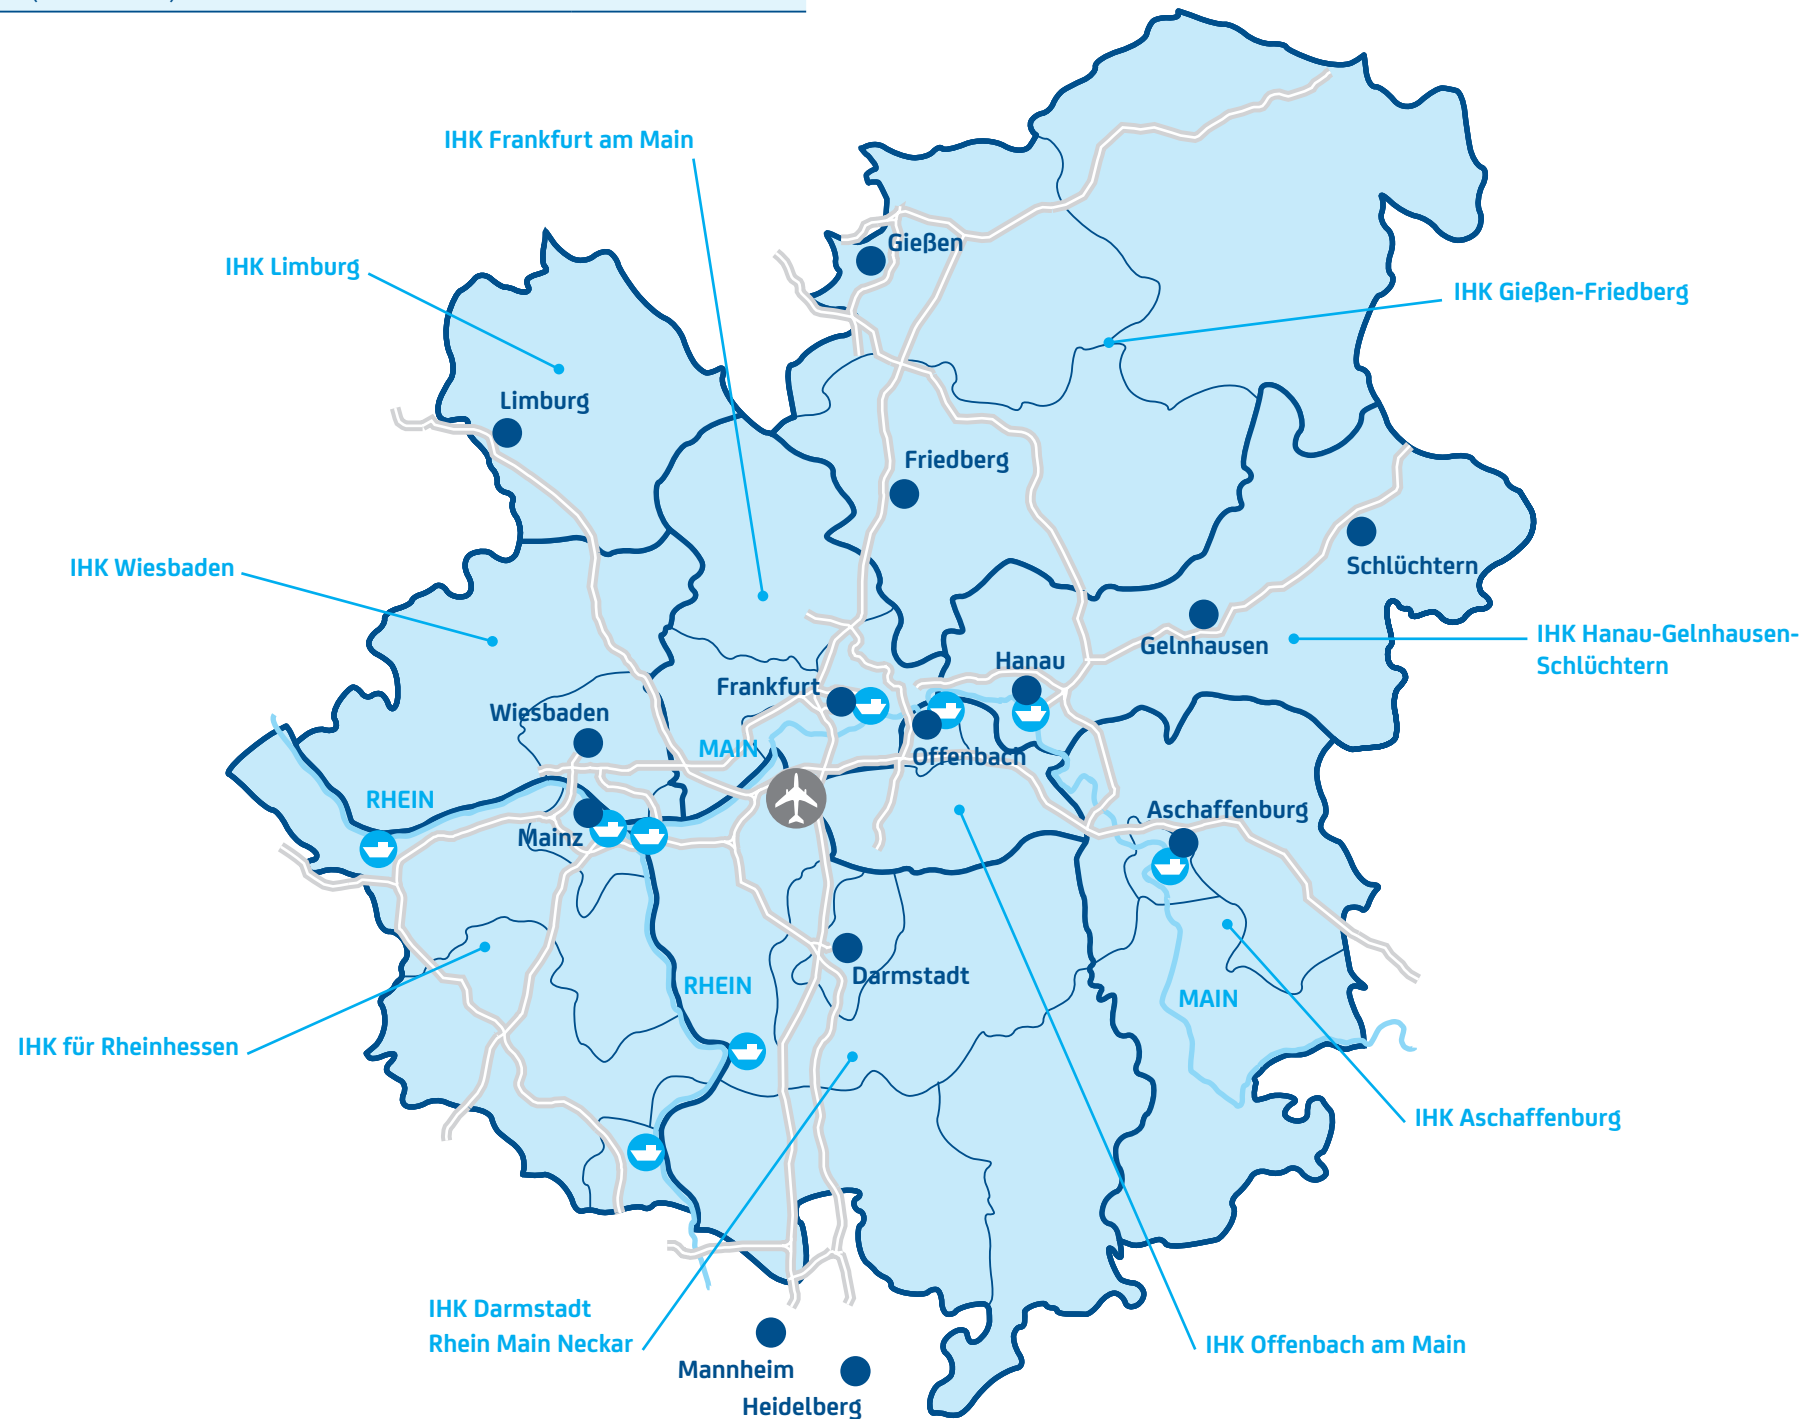 IHK Frankfurt am Main
Gießen
IHK Limburg
IHK Gießen-Friedberg
Limburg
Friedberg
IHK Wiesbaden
Schlüchtern
IHK Hanau-Gelnhausen-
Schlüchtern
Gelnhausen
Hanau
Frankfurt
Wiesbaden
MAIN
Offenbach
RHEIN
Aschaffenburg
Mainz
Darmstadt
RHEIN
MAIN
IHK für Rheinhessen
IHK Aschaffenburg
IHK Darmstadt
Rhein Main Neckar
IHK Offenbach am Main
Mannheim
Heidelberg